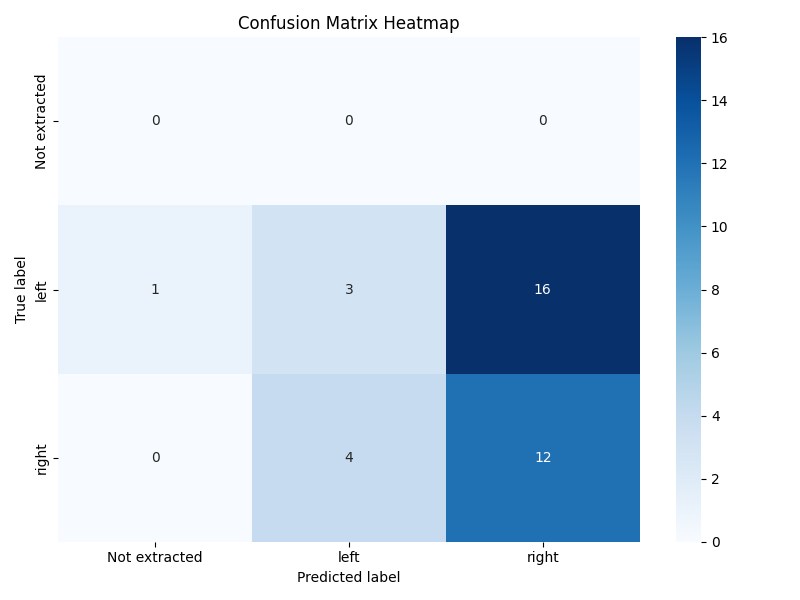 Confusion Matrix Heatmap
True label
Not extracted
0 0 0
left
1 3 16
right
0 4 12
Not extracted left right
Predicted label
16
14
12
10
8
6
4
2
0